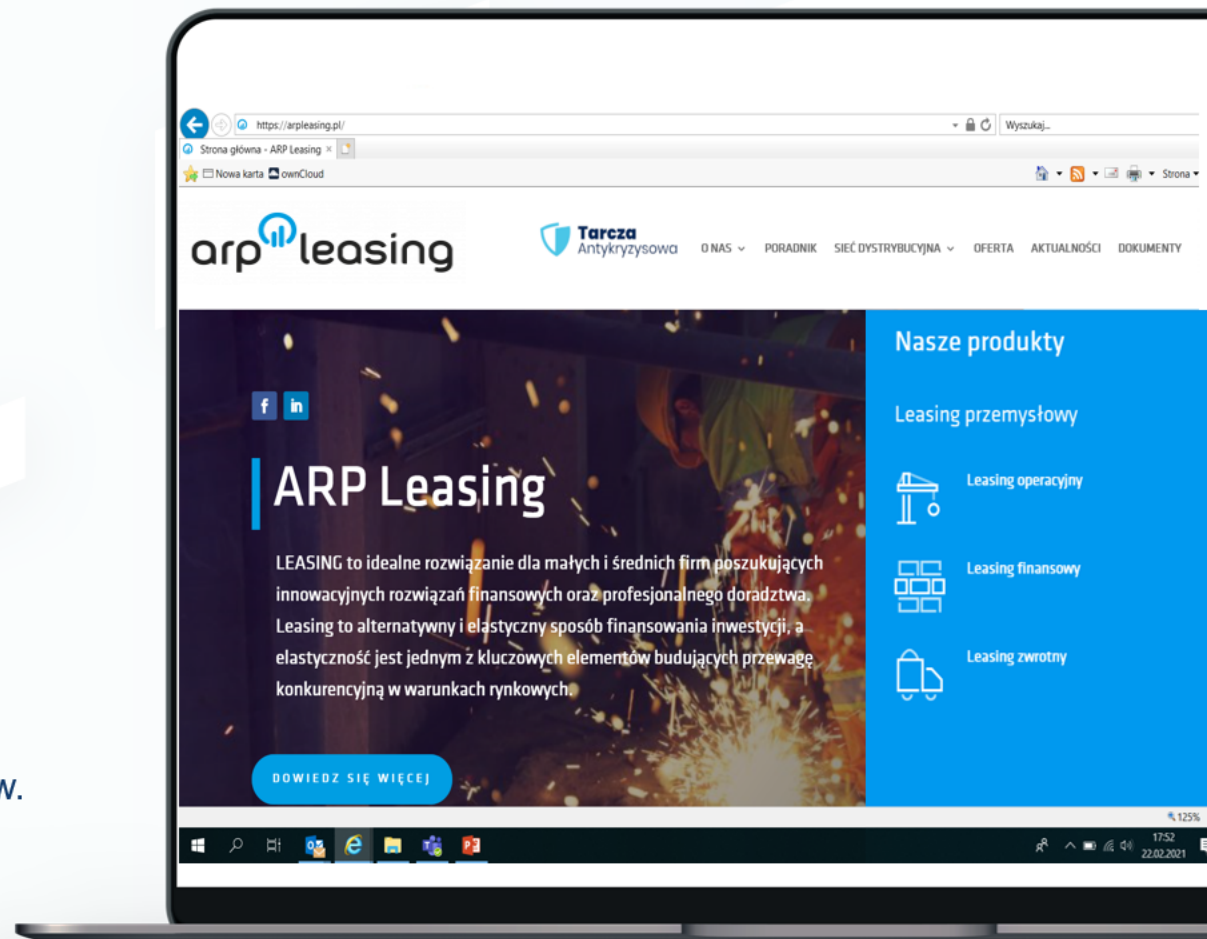 https://arpleasing.pl/
Wyszukaj...
Strona główna - ARP Leasing
Nowa karta ownCloud
Strona
arp leasing
Tarcza
Antykryzysowa
O NAS PORADNIK SIEĆ DYSTRYBUCYJNA OFERTA AKTUALNOŚCI DOKUMENTY
Nasze produkty
Leasing przemysłowy
Leasing operacyjny
Leasing finansowy
Leasing zwrotny
f in
ARP Leasing
LEASING to idealne rozwiązanie dla małych i średnich firm poszukujących
innowacyjnych rozwiązań finansowych oraz profesjonalnego doradztwa.
Leasing to alternatywny i elastyczny sposób finansowania inwestycji, a
elastyczność jest jednym z kluczowych elementów budujących przewagę
konkurencyjną w warunkach rynkowych.
DOWIEDZ SIĘ WIĘCEJ
w.
125%
17:52
22.02.2021